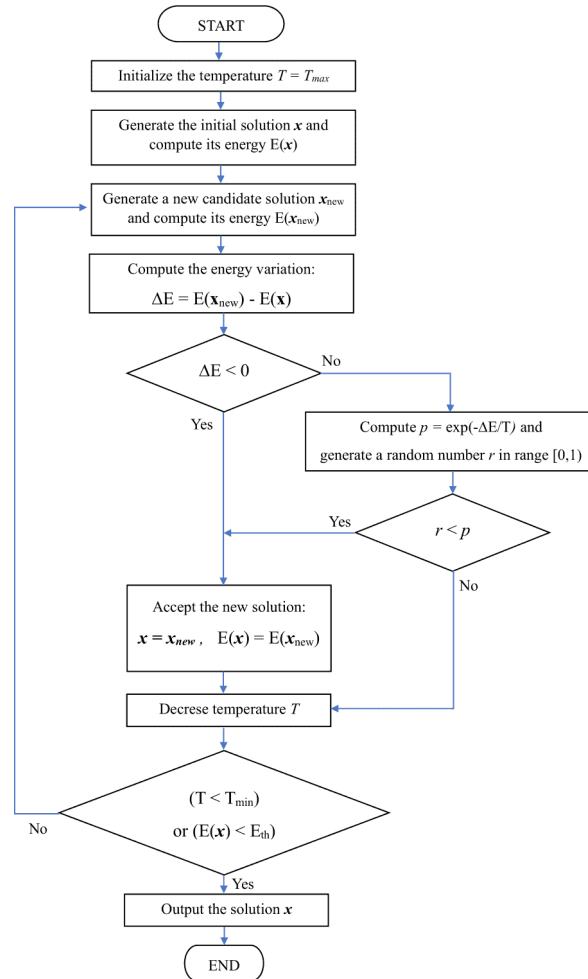 START
Initialize the temperature T = Tmax
Generate the initial solution x and
compute its energy E(x)
Generate a new candidate solution xnew
and compute its energy E(xnew)
Compute the energy variation:
ΔE = E(xnew) - E(x)
ΔE < 0
No
Yes
Compute p = exp(-ΔE/T) and
generate a random number r in range [0,1)
r < p
Yes
No
Accept the new solution:
x = xnew , E(x) = E(xnew)
Decrese temperature T
(T < Tmin)
or (E(x) < Eth)
No
Yes
Output the solution x
END